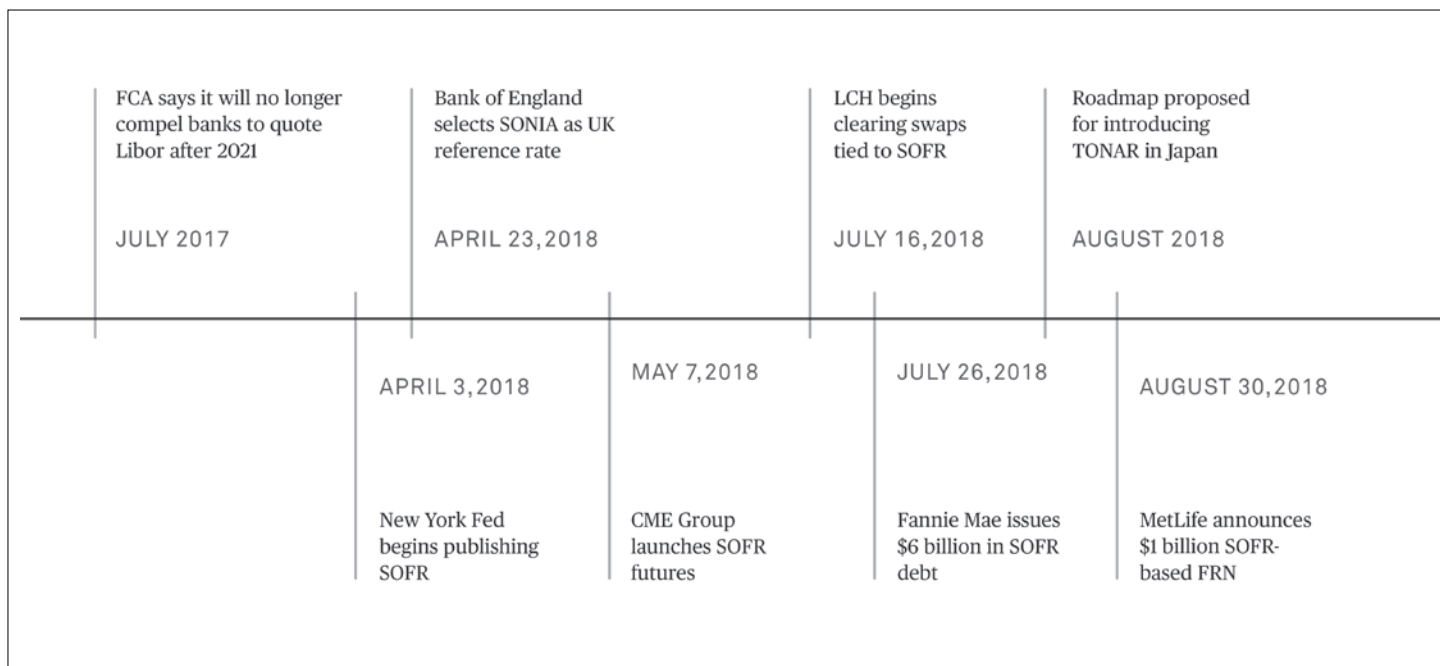 FCA says it will no longer
compel banks to quote
Libor after 2021
JULY 2017
Bank of England
selects SONIA as UK
reference rate
APRIL 23,2018
LCH begins
clearing swaps
tied to SOFR
JULY 16,2018
Roadmap proposed
for introducing
TONAR in Japan
AUGUST 2018
APRIL 3,2018
New York Fed
begins publishing
SOFR
MAY 7,2018
CME Group
launches SOFR
futures
JULY 26,2018
Fannie Mae issues
$6 billion in SOFR
debt
AUGUST 30,2018
MetLife announces
$1 billion SOFR-
based FRN